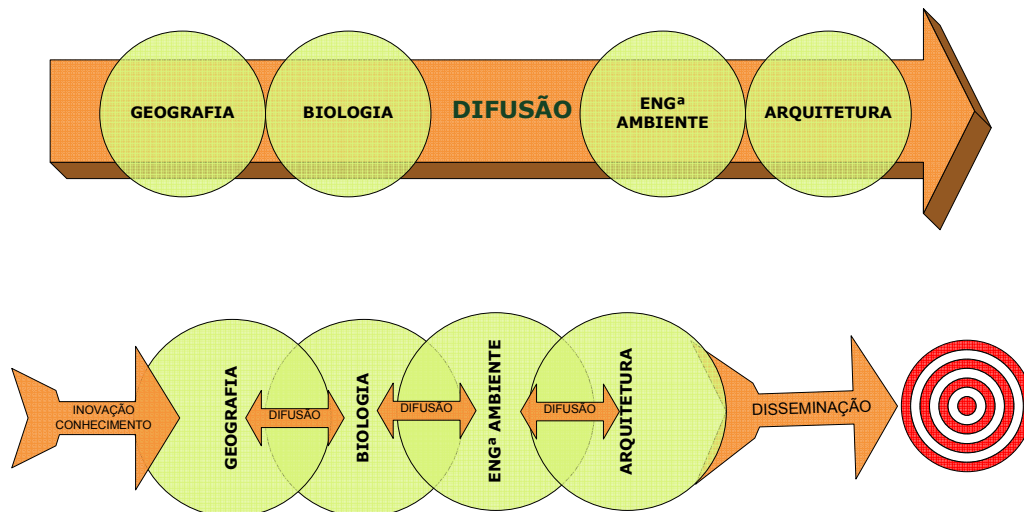 GEOGRAFIA
BIOLOGIA
DIFUSÃO
ENGª
AMBIENTE
ARQUITETURA
INOVAÇÃO
CONHECIMENTO
GEOGRAFIA
DIFUSÃO
BIOLOGIA
DIFUSÃO
ENGª AMBIENTE
DIFUSÃO
ARQUITETURA
DISSEMINAÇÃO